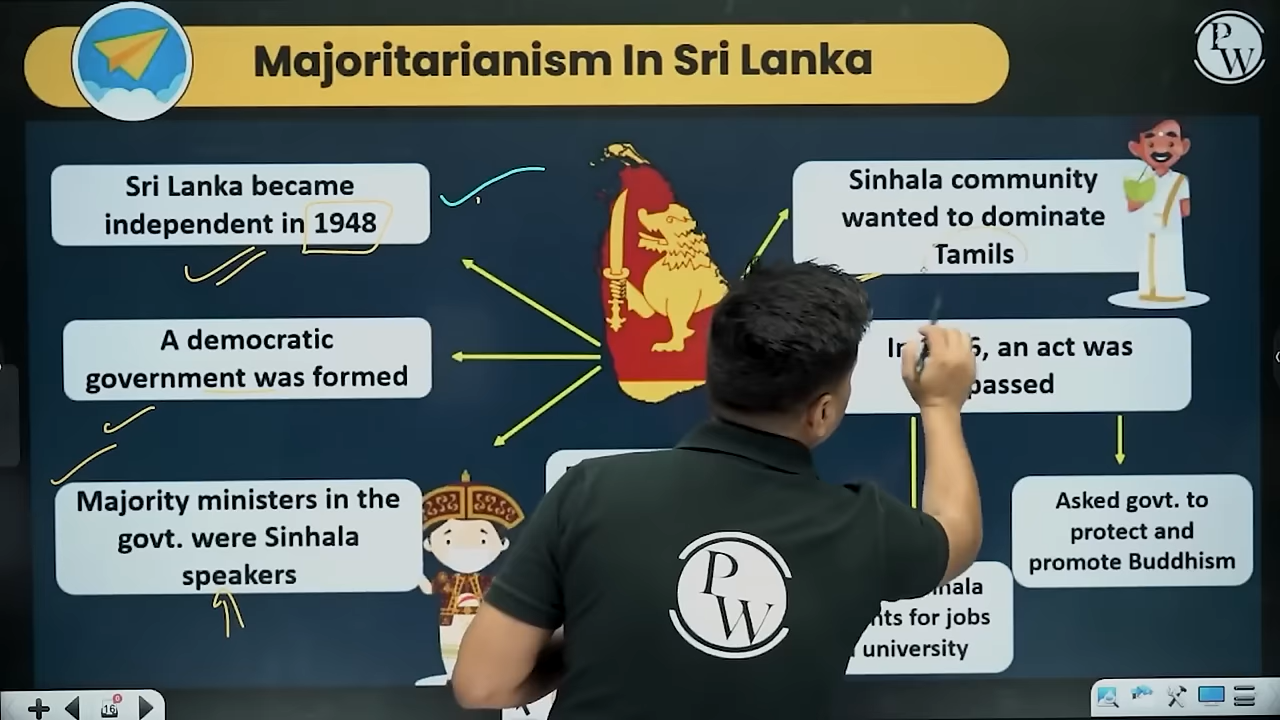 Majoritarianism In Sri Lanka
P
W
Sri Lanka became
independent in 1948
A democratic
government was formed
Majority ministers in the
govt. were Sinhala
speakers
Sinhala community
wanted to dominate
Tamils
an act was
passed
for jobs
university
Asked govt. to
protect and
promote Buddhism
P
W
16